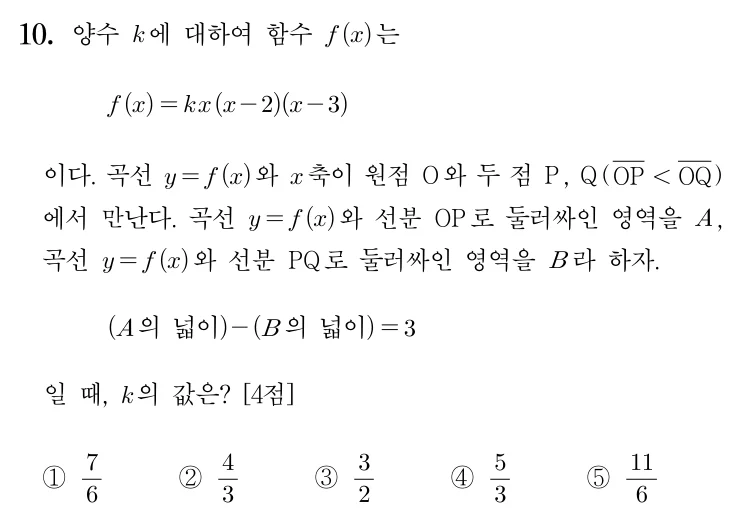 10. 양수 k에 대하여 함수 f(x)는
f(x)=kx(x−2)(x−3)
이다. 곡선 y=f(x)와 x축이 원점 O와 두 점 P, Q(\overline{OP}<\overline{OQ})
에서 만난다. 곡선 y=f(x)와 선분 OP로 둘러싸인 영역을 A,
곡선 y=f(x)와 선분 PQ로 둘러싸인 영역을 B라 하자.
(A의 넓이)−(B의 넓이)=3
일 때, k의 값은? [4점]
① 7/6 ② 4/3 ③ 3/2 ④ 5/3 ⑤ 11/6